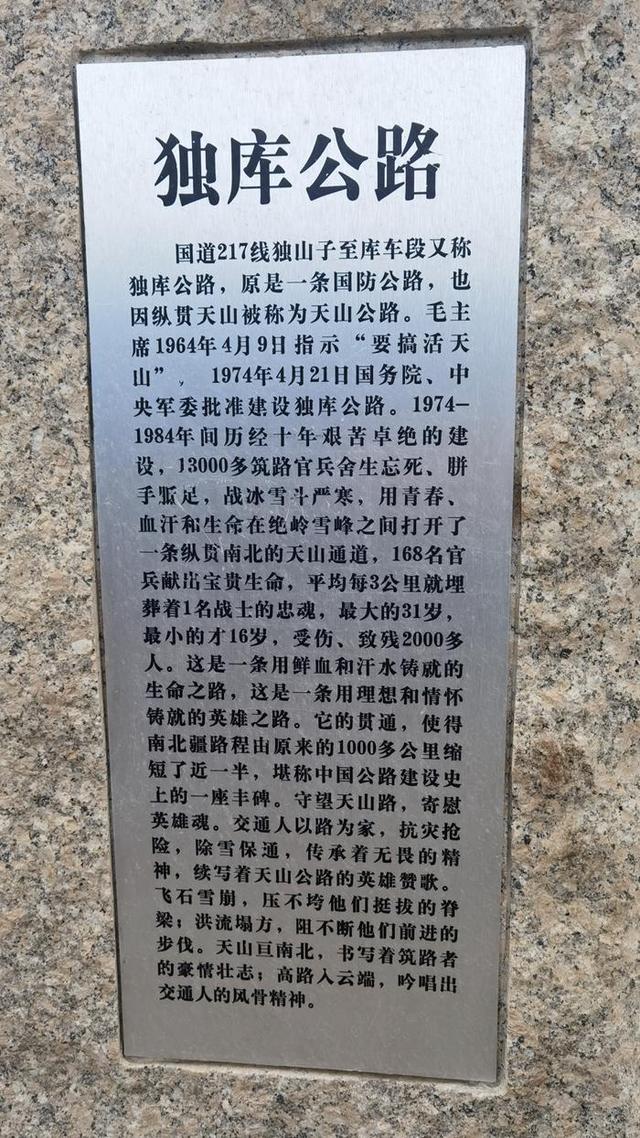 独库公路
国道217线独山子至库车段又称
独库公路，原是一条国防公路，也
因纵贯天山被称为天山公路。毛主
席1964年4月9日指示“要搞活天
山”， 1974年4月21日国务院、中
央军委批准建设独库公路。1974—
1984年间历经十年艰苦卓绝的建
设，13000多筑路官兵舍生忘死、胼
手胝足，战冰雪斗严寒，用青春、
血汗和生命在绝岭雪峰之间打开了
一条纵贯南北的天山通道，168名官
兵献出宝贵生命，平均每3公里就埋
葬着1名战士的忠魂，最大的31岁，
最小的才16岁，受伤、致残2000多
人。这是一条用鲜血和汗水铸就的
生命之路，这是一条用理想和情怀
铸就的英雄之路。它的贯通，使得
南北疆路程由原来的1000多公里缩
短了近一半，堪称中国公路建设史
上的一座丰碑。守望天山路，寄慰
英雄魂。交通人以路为家，抗灾抢
险，除雪保通，传承着无畏的精
神，续写着天山公路的英雄赞歌。
飞石雪崩，压不垮他们挺拔的脊
梁；洪流塌方，阻不断他们前进的
步伐。天山亘南北，书写着筑路者
的豪情壮志；高路入云端，吟唱出
交通人的风骨精神。